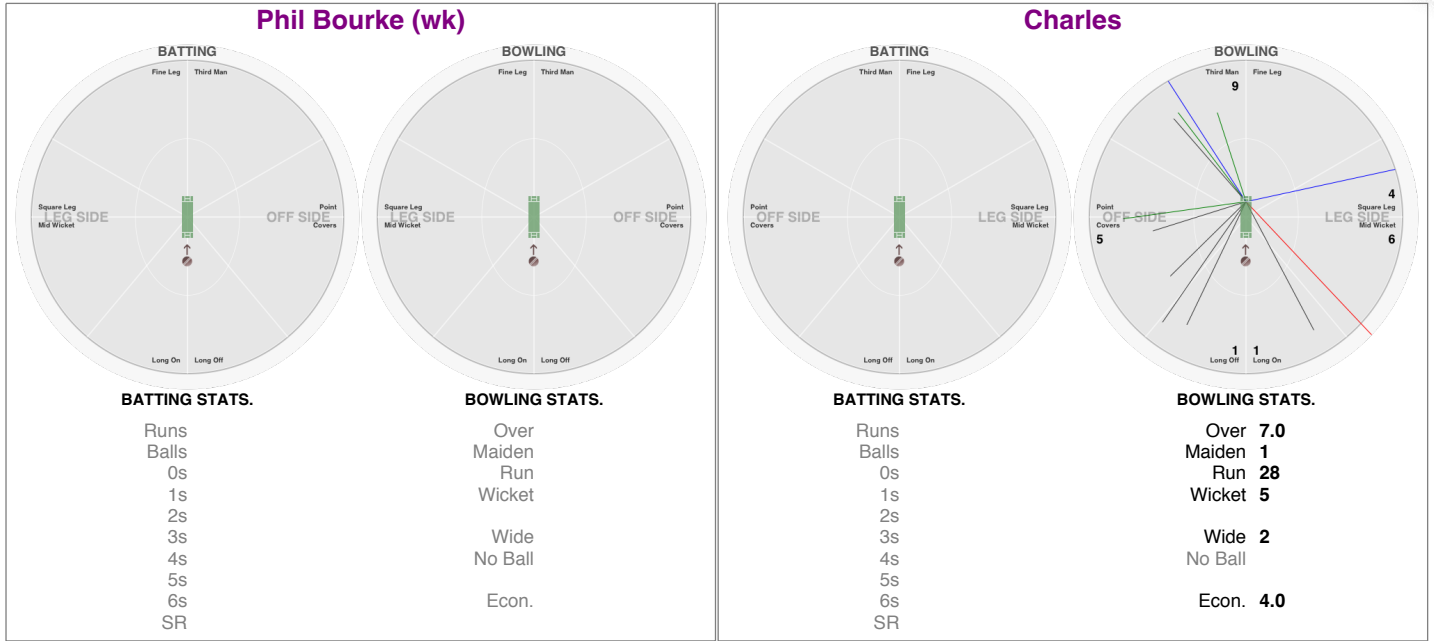 Phil Bourke (wk)
BATTING
Fine Leg Third Man
Square Leg
LEG SIDE
Mid Wicket
Point
OFF SIDE
Covers
Long On Long Off
BOWLING
Fine Leg Third Man
Square Leg
LEG SIDE
Mid Wicket
Point
OFF SIDE
Covers
Long On Long Off
BATTING STATS.
Runs
Balls
0s
1s
2s
3s
4s
5s
6s
SR
BOWLING STATS.
Over
Maiden
Run
Wicket
Wide
No Ball
Econ.
Charles
BATTING
Third Man Fine Leg
Point
OFF SIDE
Covers
Square Leg
LEG SIDE
Mid Wicket
Long Off Long On
BOWLING
Third Man Fine Leg
9
4
Point
OFF SIDE
Covers
5
Square Leg
LEG SIDE
Mid Wicket
6
1 1
Long Off Long On
BATTING STATS.
Runs
Balls
0s
1s
2s
3s
4s
5s
6s
SR
BOWLING STATS.
Over 7.0
Maiden 1
Run 28
Wicket 5
Wide 2
No Ball
Econ. 4.0